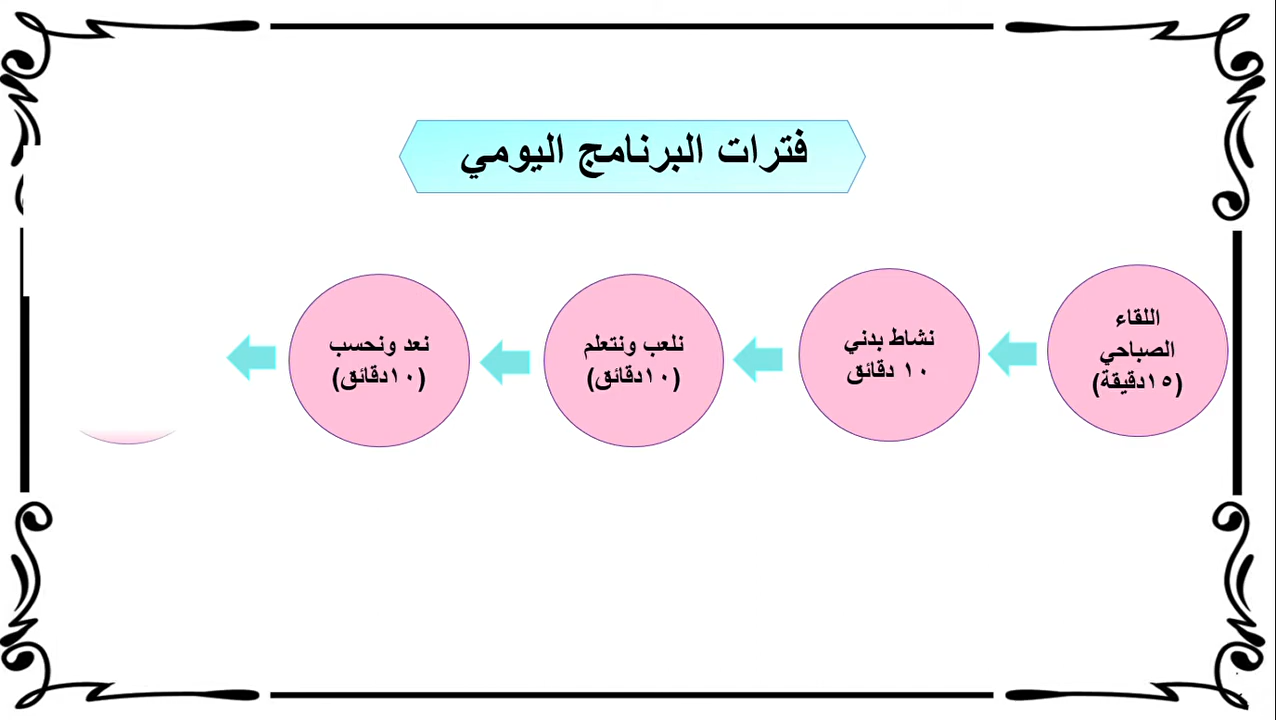 فترات البرنامج اليومي
اللقاء
الصباحي
(١٥دقيقة)
نشاط بدني
١٠ دقائق
نلعب ونتعلم
(١٠دقائق)
نعد ونحسب
(١٠دقائق)